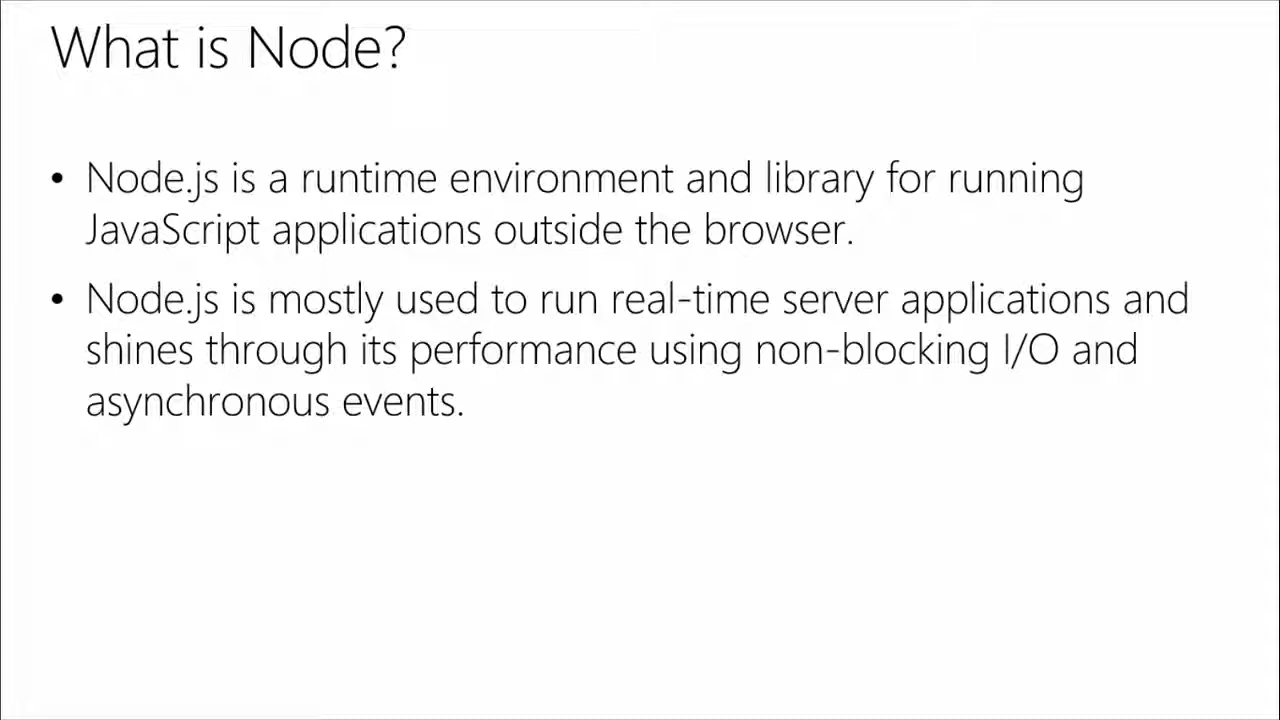 What is Node?
• Node.js is a runtime environment and library for running
JavaScript applications outside the browser.
• Node.js is mostly used to run real-time server applications and
shines through its performance using non-blocking I/O and
asynchronous events.